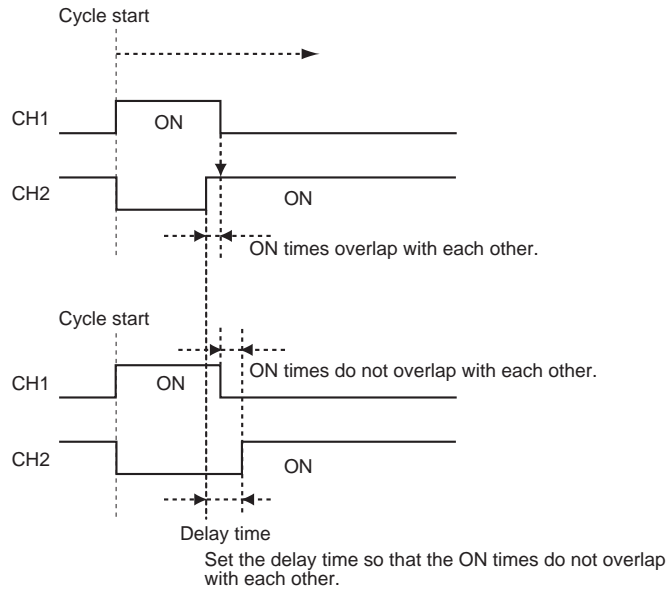 Cycle start
CH1
ON
CH2
ON
ON times overlap with each other.
Cycle start
ON times do not overlap with each other.
CH1
ON
CH2
ON
Delay time
Set the delay time so that the ON times do not overlap
with each other.